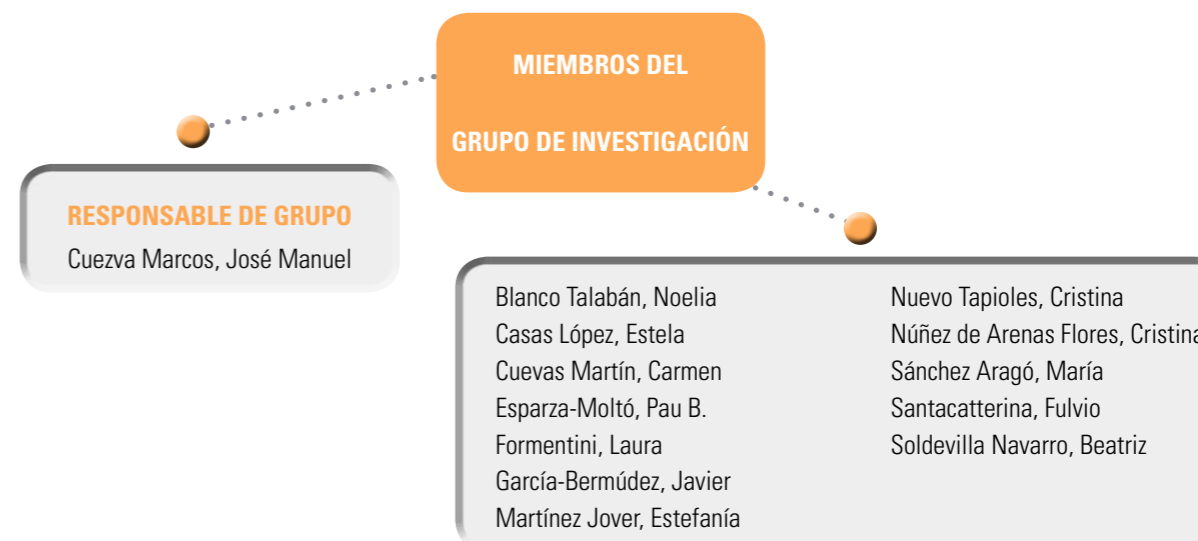 MIEMBROS DEL
GRUPO DE INVESTIGACIÓN
RESPONSABLE DE GRUPO
Cuezva Marcos, José Manuel
Blanco Talabán, Noelia
Casas López, Estela
Cuevas Martín, Carmen
Esparza-Moltó, Pau B.
Formentini, Laura
García-Bermúdez, Javier
Martínez Jover, Estefanía
Nuevo Tapioles, Cristina
Núñez de Arenas Flores, Cristina
Sánchez Aragó, María
Santacatterina, Fulvio
Soldevilla Navarro, Beatriz